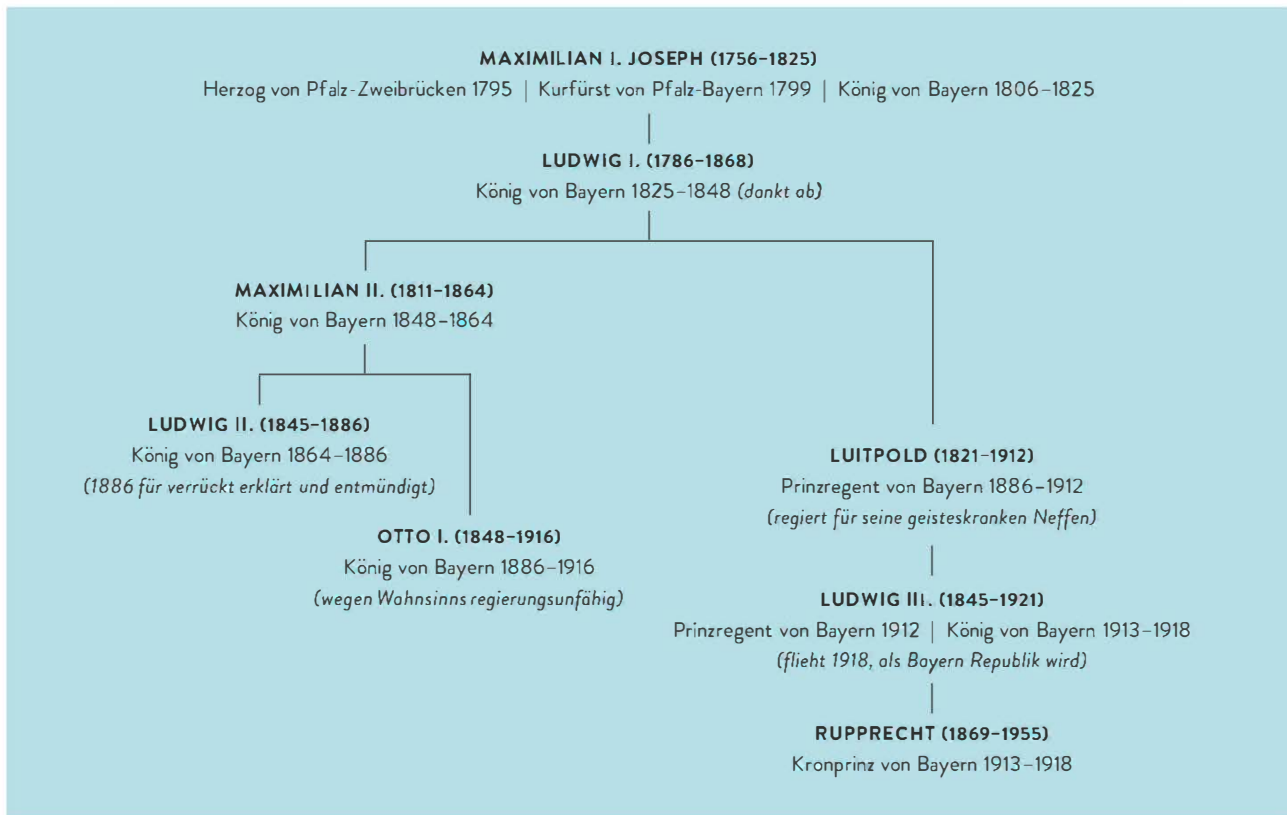 MAXIMILIAN I. JOSEPH (1756–1825)
Herzog von Pfalz-Zweibrücken 1795 | Kurfürst von Pfalz-Bayern 1799 | König von Bayern 1806–1825
LUDWIG I. (1786–1868)
König von Bayern 1825–1848 (dankt ab)
MAXIMILIAN II. (1811–1864)
König von Bayern 1848–1864
LUDWIG II. (1845–1886)
König von Bayern 1864–1886
(1886 für verrückt erklärt und entmündigt)
OTTO I. (1848–1916)
König von Bayern 1886–1916
(wegen Wahnsinns regierungsunfähig)
LUITPOLD (1821–1912)
Prinzregent von Bayern 1886–1912
(regiert für seine geisteskranken Neffen)
LUDWIG III. (1845–1921)
Prinzregent von Bayern 1912 | König von Bayern 1913–1918
(flieht 1918, als Bayern Republik wird)
RUPPRECHT (1869–1955)
Kronprinz von Bayern 1913–1918